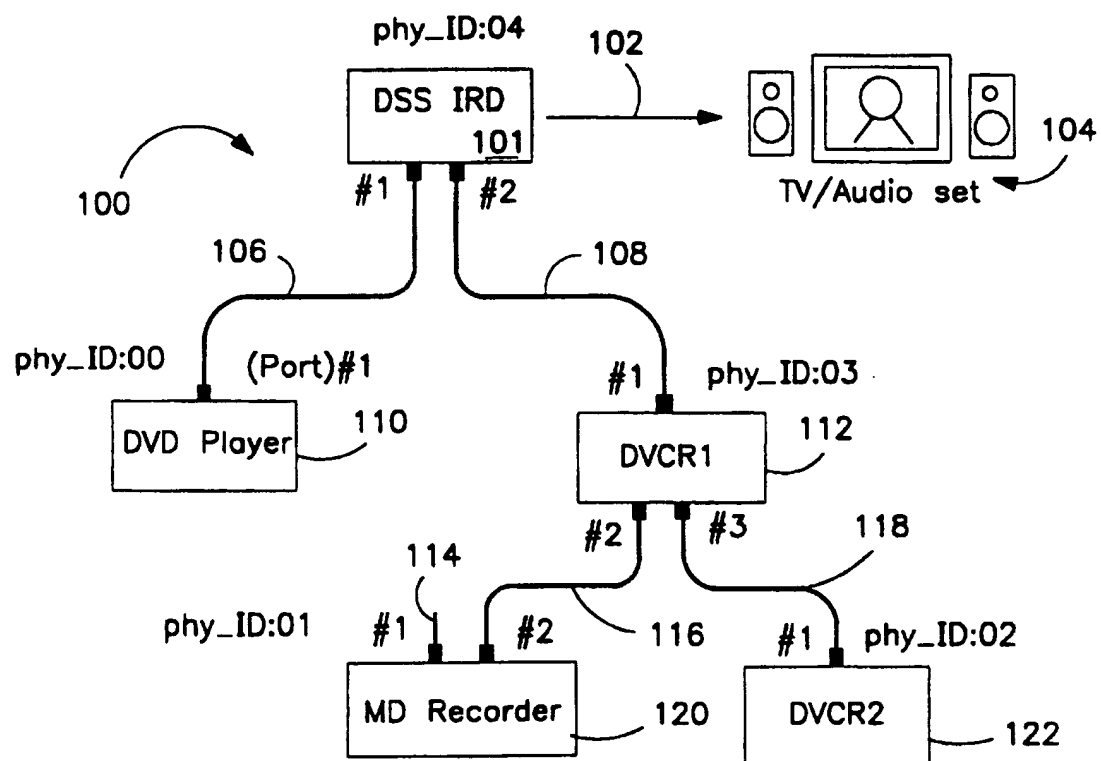 phy_ID:04
102
DSS IRD
101
104
100
#1
#2
TV/Audio set
106
108
phy_ID:00
(Port)#1
#1
phy_ID:03
DVD Player
110
DVCR1
112
#2
#3
114
118
phy_ID:01
#1
#2
116
#1
phy_ID:02
MD Recorder
120
DVCR2
122